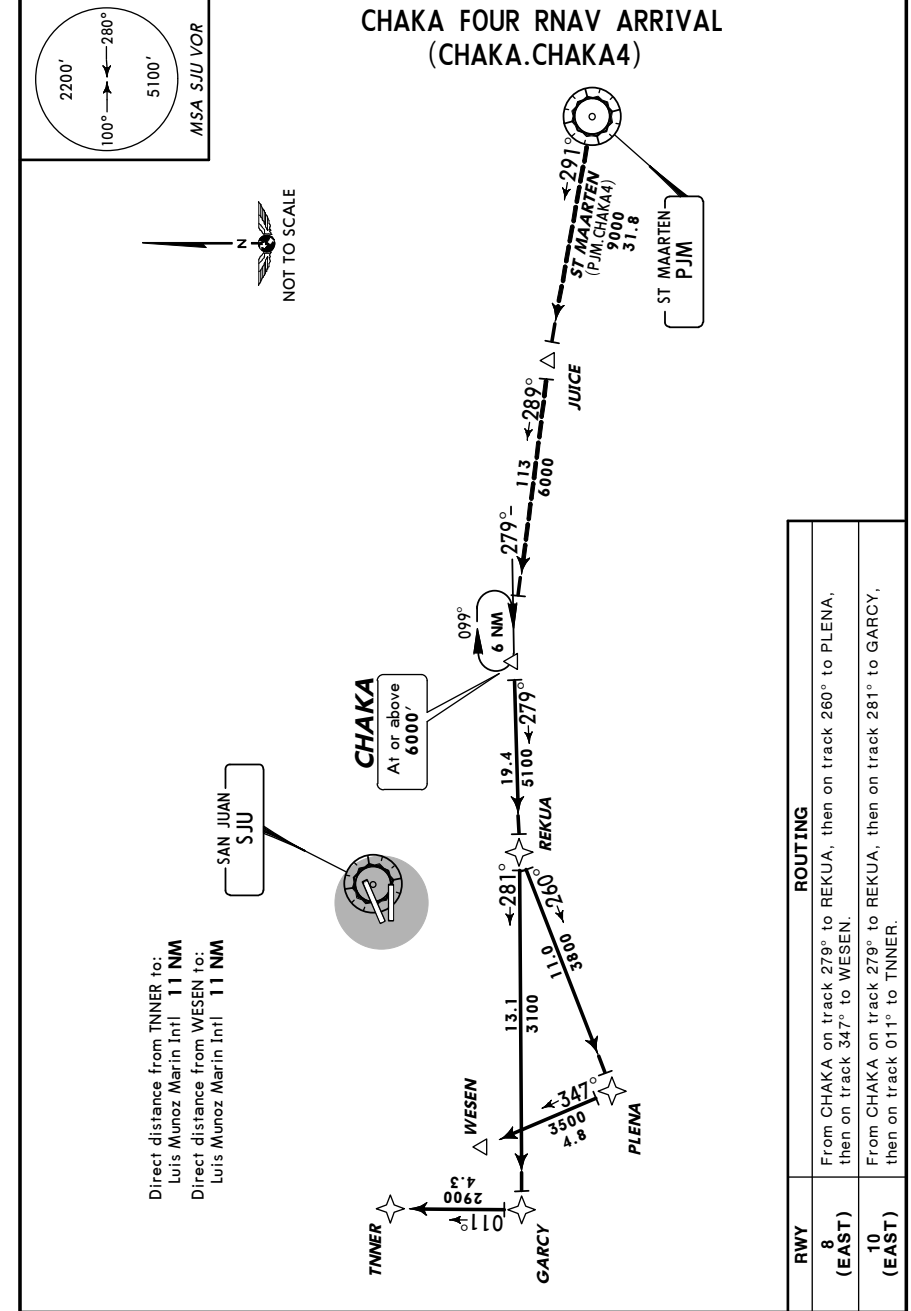 CHAKA FOUR RNAV ARRIVAL
(CHAKA.CHAKA4)
2200'
100°
280°
5100'
MSA SJU VOR
N
NOT TO SCALE
291°
ST MAARTEN
(PJM.CHAKA4)
9000
31.8
ST MAARTEN
PJM
JUICE
289°
113
6000
279°
099°
6 NM
CHAKA
At or above
6000'
279°
19.4
5100
REKUA
SAN JUAN
SJU
Direct distance from TNNER to:
Luis Munoz Marin Intl 11 NM
Direct distance from WESEN to:
Luis Munoz Marin Intl 11 NM
281°
13.1
3100
260°
11.0
3800
PLENA
347°
3500
4.8
WESEN
GARCY
011°
2900
4.3
TNNER
RWY
ROUTING
8
(EAST)
From CHAKA on track 279° to REKUA, then on track 260° to PLENA,
then on track 347° to WESEN.
10
(EAST)
From CHAKA on track 279° to REKUA, then on track 281° to GARCY,
then on track 011° to TNNER.